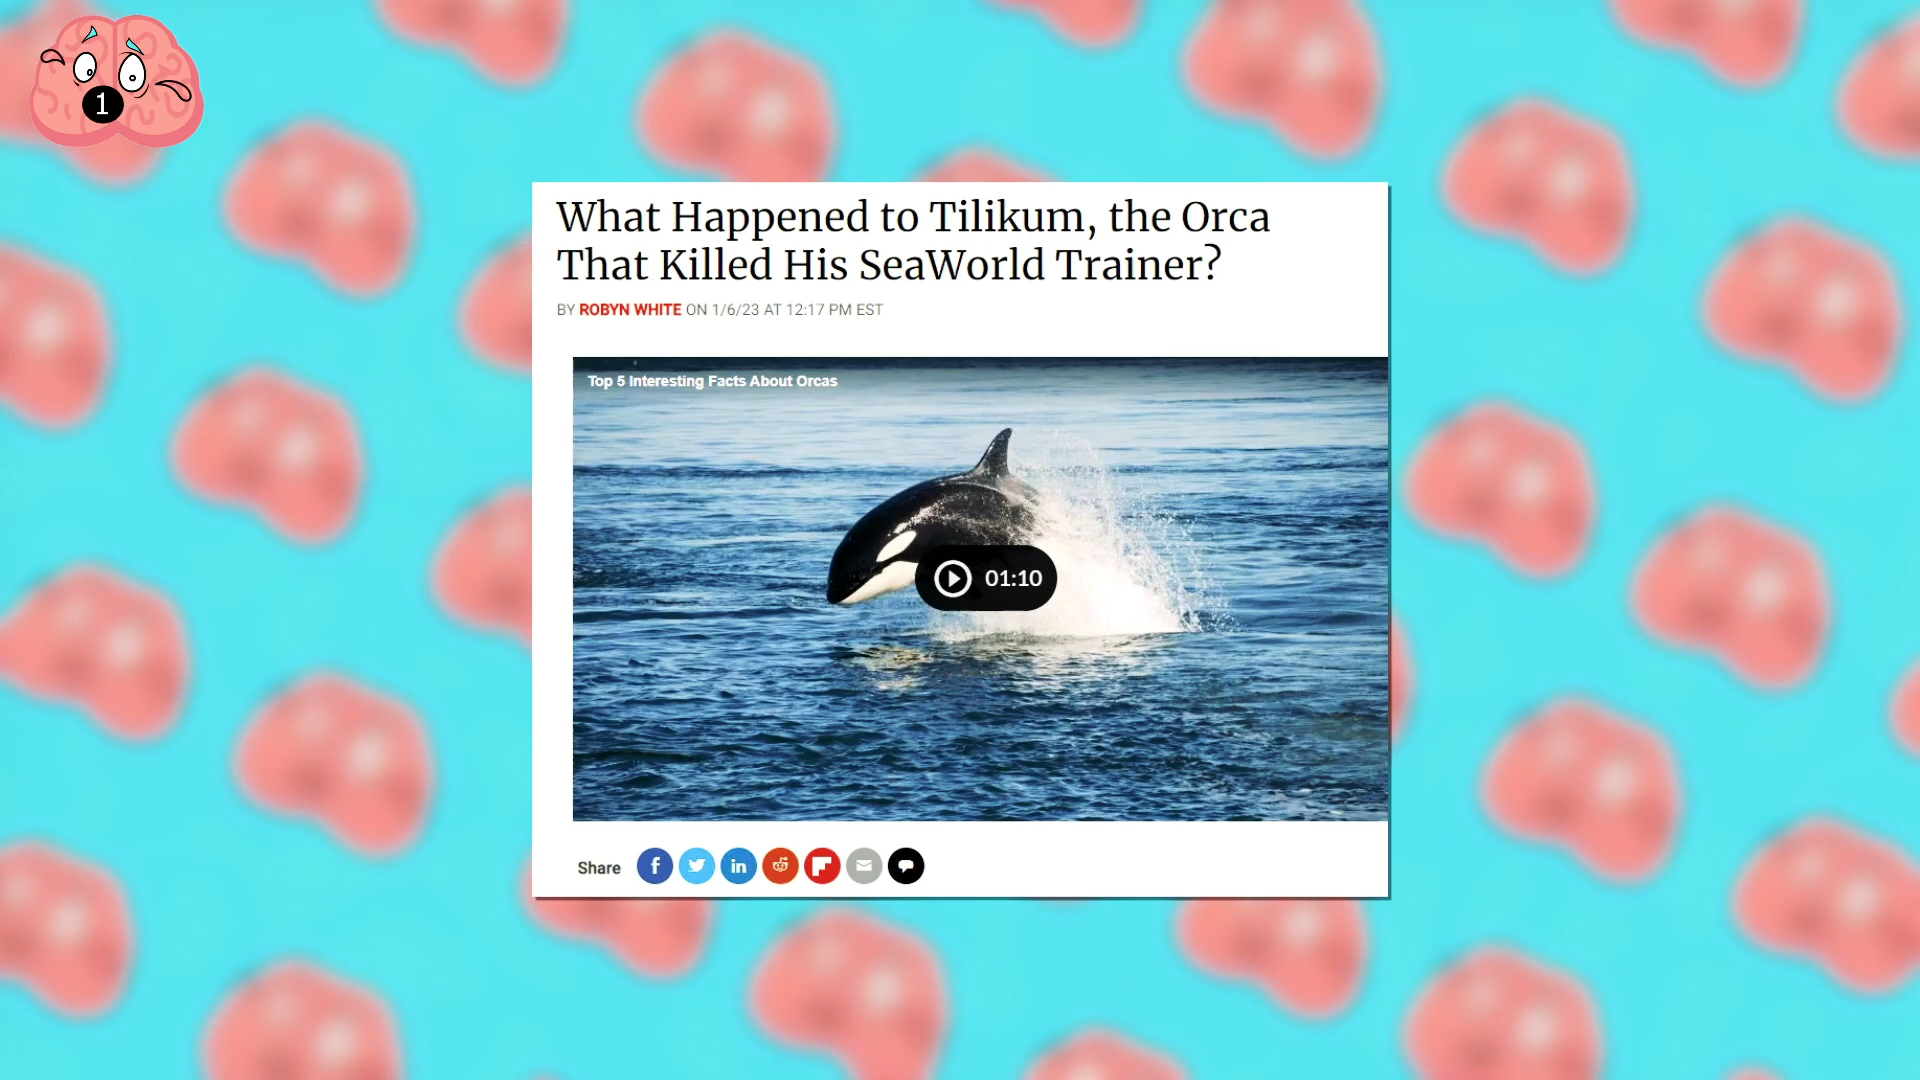 1
What Happened to Tilikum, the Orca
That Killed His SeaWorld Trainer?
BY ROBYN WHITE ON 1/6/23 AT 12:17 PM EST
Top 5 Interesting Facts About Orcas
01:10
Share